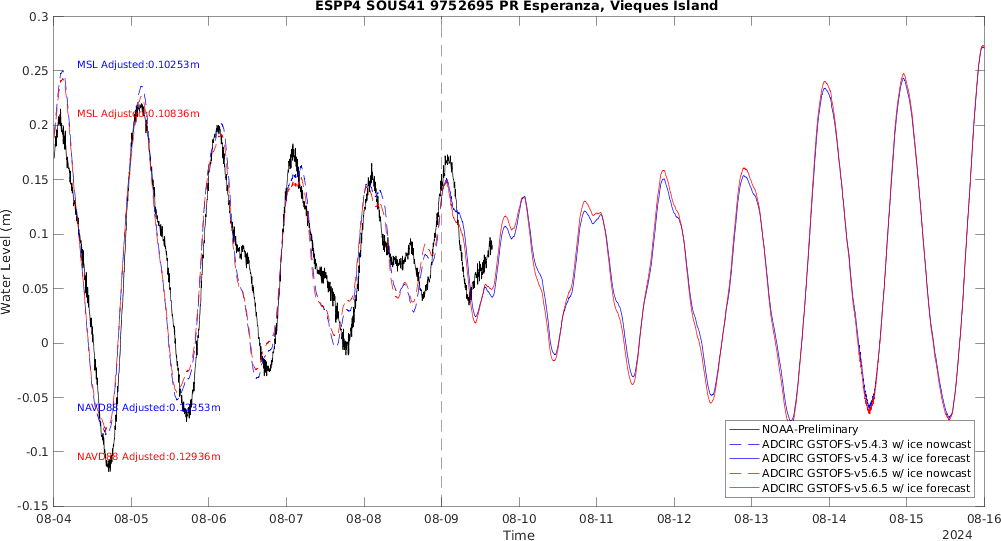 ESPP4 SOUS41 9752695 PR Esperanza, Vieques Island
Water Level (m)
0.3
0.25
0.2
0.15
0.1
0.05
0
-0.05
-0.1
-0.15
MSL Adjusted:0.10253m
MSL Adjusted:0.10836m
NAVD88 Adjusted:0.12353m
NAVD88 Adjusted:0.12936m
NOAA-Preliminary
ADCIRC GSTOFS-v5.4.3 w/ ice nowcast
ADCIRC GSTOFS-v5.4.3 w/ ice forecast
ADCIRC GSTOFS-v5.6.5 w/ ice nowcast
ADCIRC GSTOFS-v5.6.5 w/ ice forecast
08-04 08-05 08-06 08-07 08-08 08-09 08-10 08-11 08-12 08-13 08-14 08-15 08-16
Time
2024